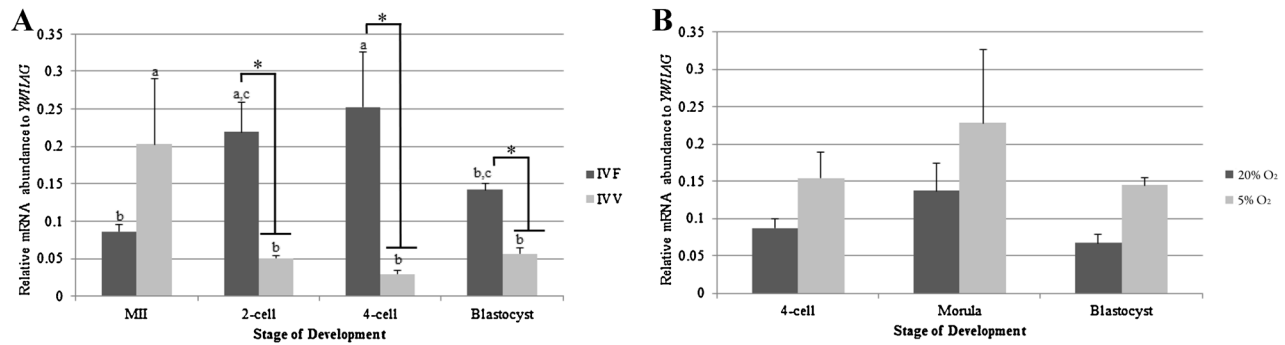 A
Relative mRNA abundance to YWHAG
0.35
0.3
0.25
0.2
0.15
0.1
0.05
0
b
a
a,c
*
b
a
*
b
b,c
*
b
MII
2-cell
4-cell
Blastocyst
Stage of Development
IVF
IVV
B
Relative mRNA abundance to YWHAG
0.35
0.3
0.25
0.2
0.15
0.1
0.05
0
4-cell
Morula
Blastocyst
Stage of Development
20% O₂
5% O₂